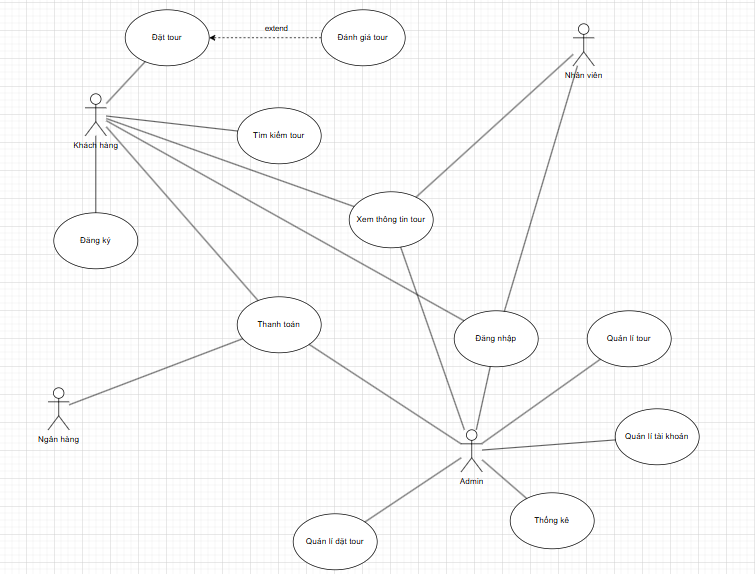 extend
Đặt tour
Đánh giá tour
Nhân viên
Khách hàng
Tìm kiếm tour
Xem thông tin tour
Đăng ký
Thanh toán
Đăng nhập
Quản lí tour
Ngân hàng
Quản lí tài khoản
Admin
Thống kê
Quản lí đặt tour